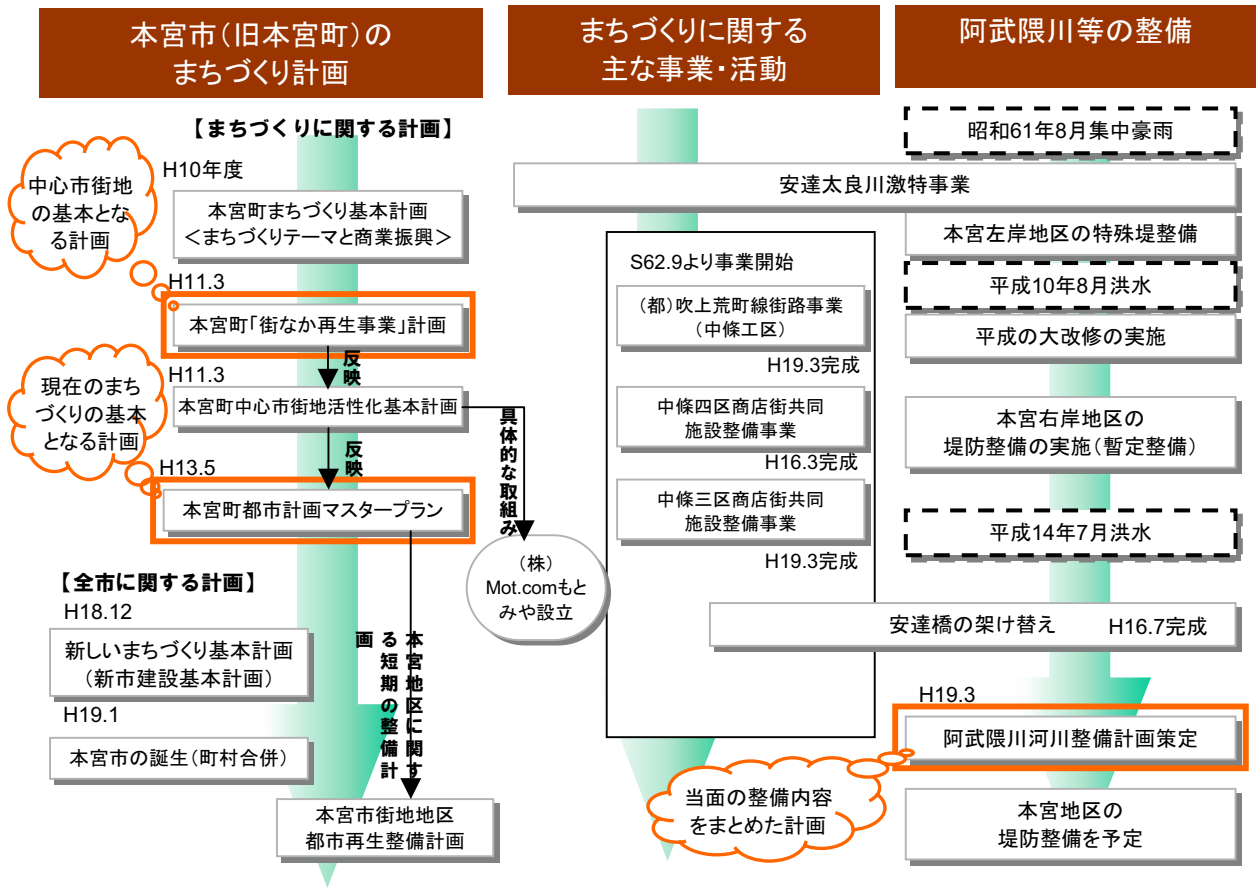 本宮市（旧本宮町）の
まちづくり計画
【まちづくりに関する計画】
H10年度
中心市街地
の基本とな
る計画
本宮町まちづくり基本計画
＜まちづくりテーマと商業振興＞
H11.3
本宮町「街なか再生事業」計画
反映
H11.3
現在のまち
づくりの基本
となる計画
本宮町中心市街地活性化基本計画
反映
具体的な取組み
H13.5
本宮町都市計画マスタープラン
（株）
Mot.comもと
みや設立
【全市に関する計画】
H18.12
新しいまちづくり基本計画
（新市建設基本計画）
H19.1
本宮市の誕生（町村合併）
本宮地区に関す
る短期の整備計
画
本宮市街地地区
都市再生整備計画
まちづくりに関する
主な事業・活動
安達太良川激特事業
S62.9より事業開始
（都）吹上荒町線街路事業
（中條工区）
H19.3完成
中條四区商店街共同
施設整備事業
H16.3完成
中條三区商店街共同
施設整備事業
H19.3完成
阿武隈川等の整備
昭和61年8月集中豪雨
本宮左岸地区の特殊堤整備
平成10年8月洪水
平成の大改修の実施
本宮右岸地区の
堤防整備の実施（暫定整備）
平成14年7月洪水
安達橋の架け替え H16.7完成
H19.3
阿武隈川河川整備計画策定
当面の整備内容
をまとめた計画
本宮地区の
堤防整備を予定